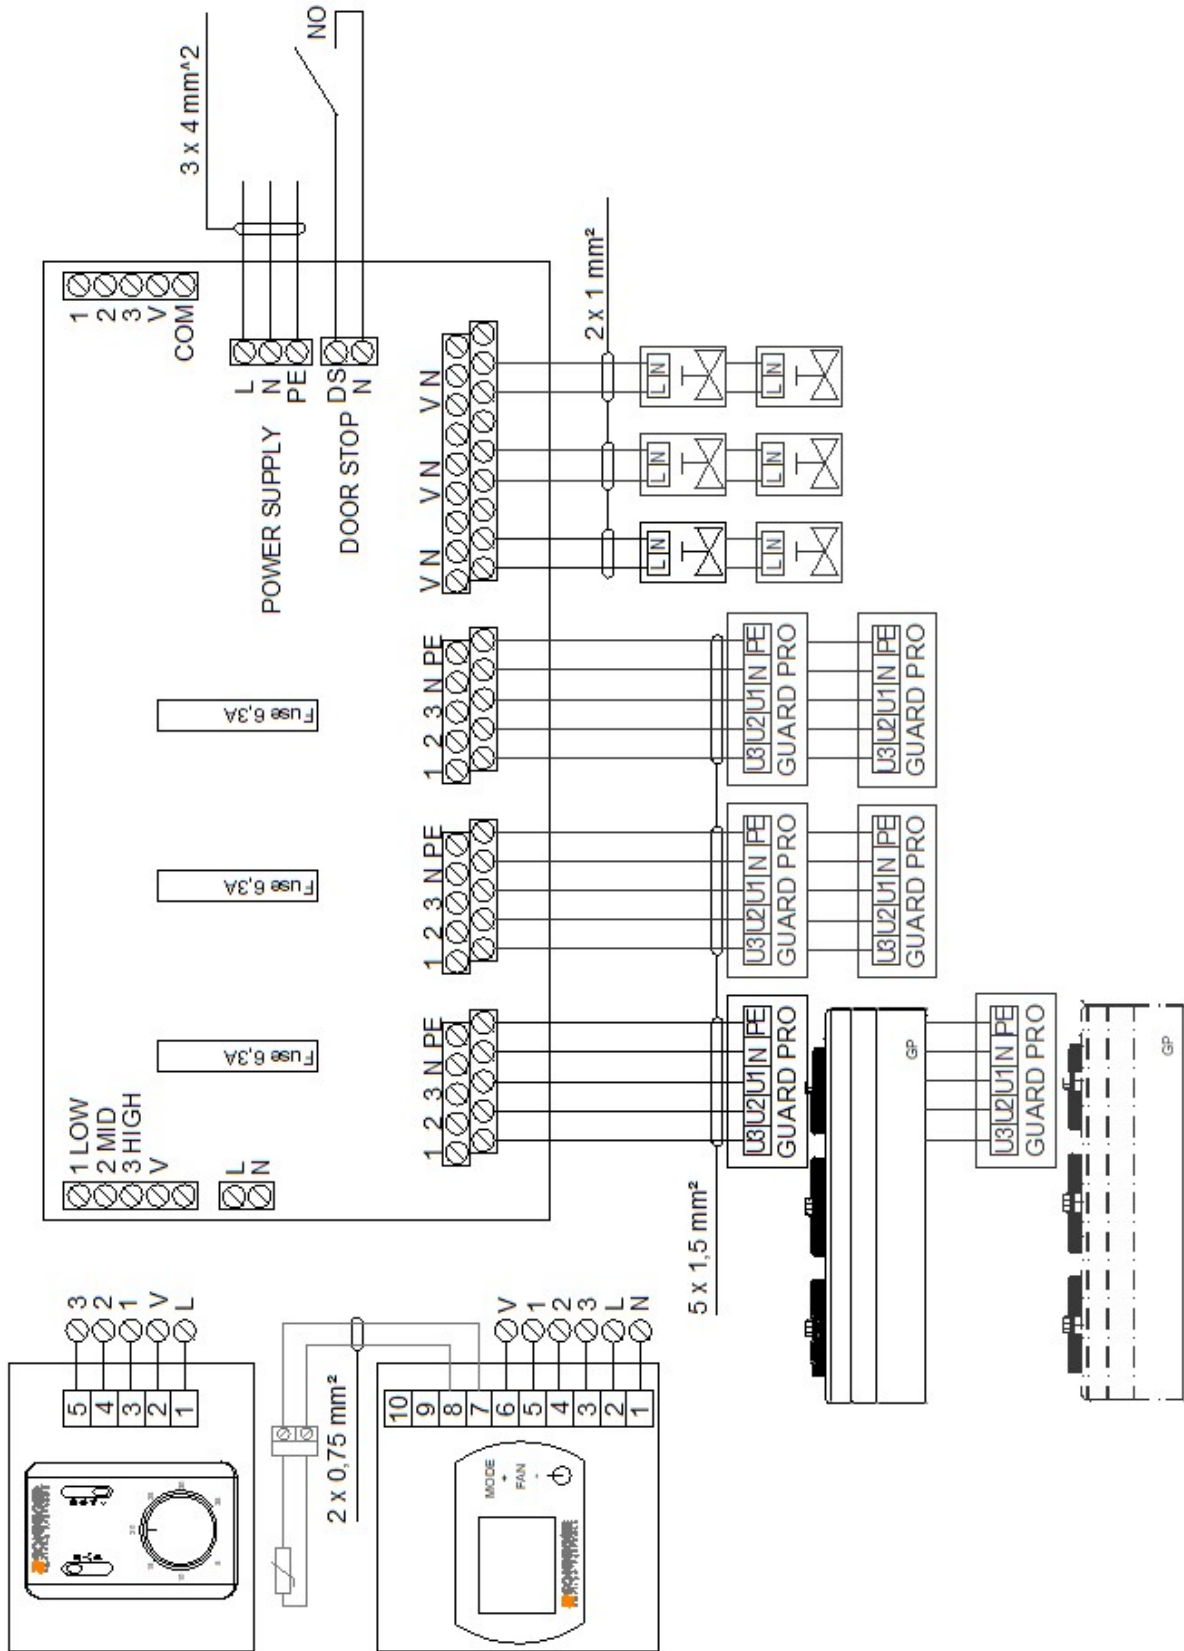 5 3
4 2
3 1
2 V
1 L
2 x 0,75 mm²
10
9
8
7
6 V
5 1
4 2
3 3
2 L
1 N
MODE
+
FAN
-
1 LOW
2 MID
3 HIGH
V
L
N
Fuse 6,3A
Fuse 6,3A
Fuse 6,3A
1
2
3
V
COM
POWER SUPPLY
L
N
PE
DOOR STOP
DS
N
3 x 4 mm^2
NO
1 2 3 N PE
1 2 3 N PE
1 2 3 N PE
V N
V N
V N
5 x 1,5 mm²
2 x 1 mm²
U3 U2 U1 N PE
GUARD PRO
U3 U2 U1 N PE
GUARD PRO
U3 U2 U1 N PE
GUARD PRO
U3 U2 U1 N PE
GUARD PRO
U3 U2 U1 N PE
GUARD PRO
U3 U2 U1 N PE
GUARD PRO
L N
L N
L N
L N
L N
L N
GP
GP